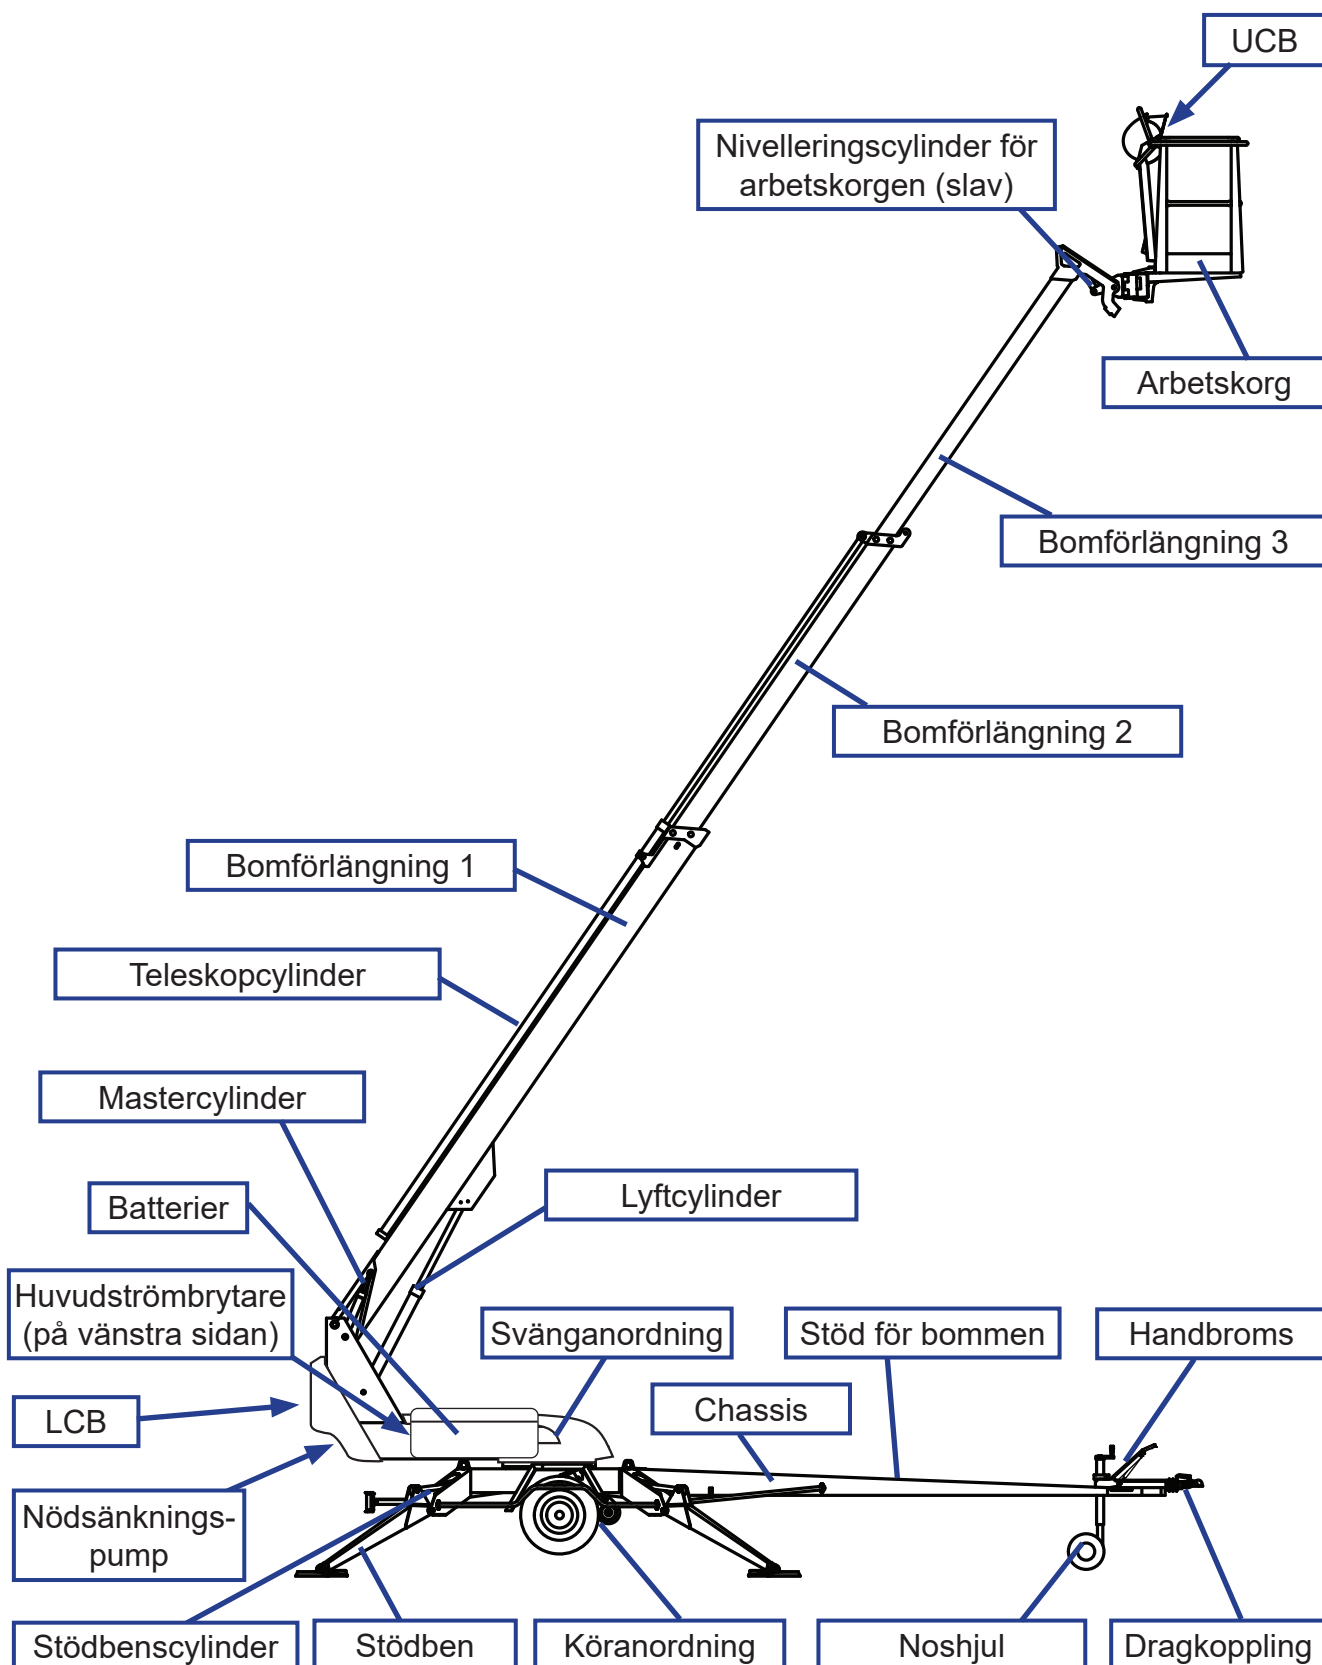 UCB
Nivelleringscylinder för
arbetskorgen (slav)
Arbetskorg
Bomförlängning 3
Bomförlängning 2
Bomförlängning 1
Teleskopcylinder
Mastercylinder
Batterier
Lyftcylinder
Huvudströmbrytare
(på vänstra sidan)
Svänganordning
Stöd för bommen
Handbroms
LCB
Chassis
Nödsänknings-
pump
Stödbenscylinder
Stödben
Köranordning
Noshjul
Dragkoppling